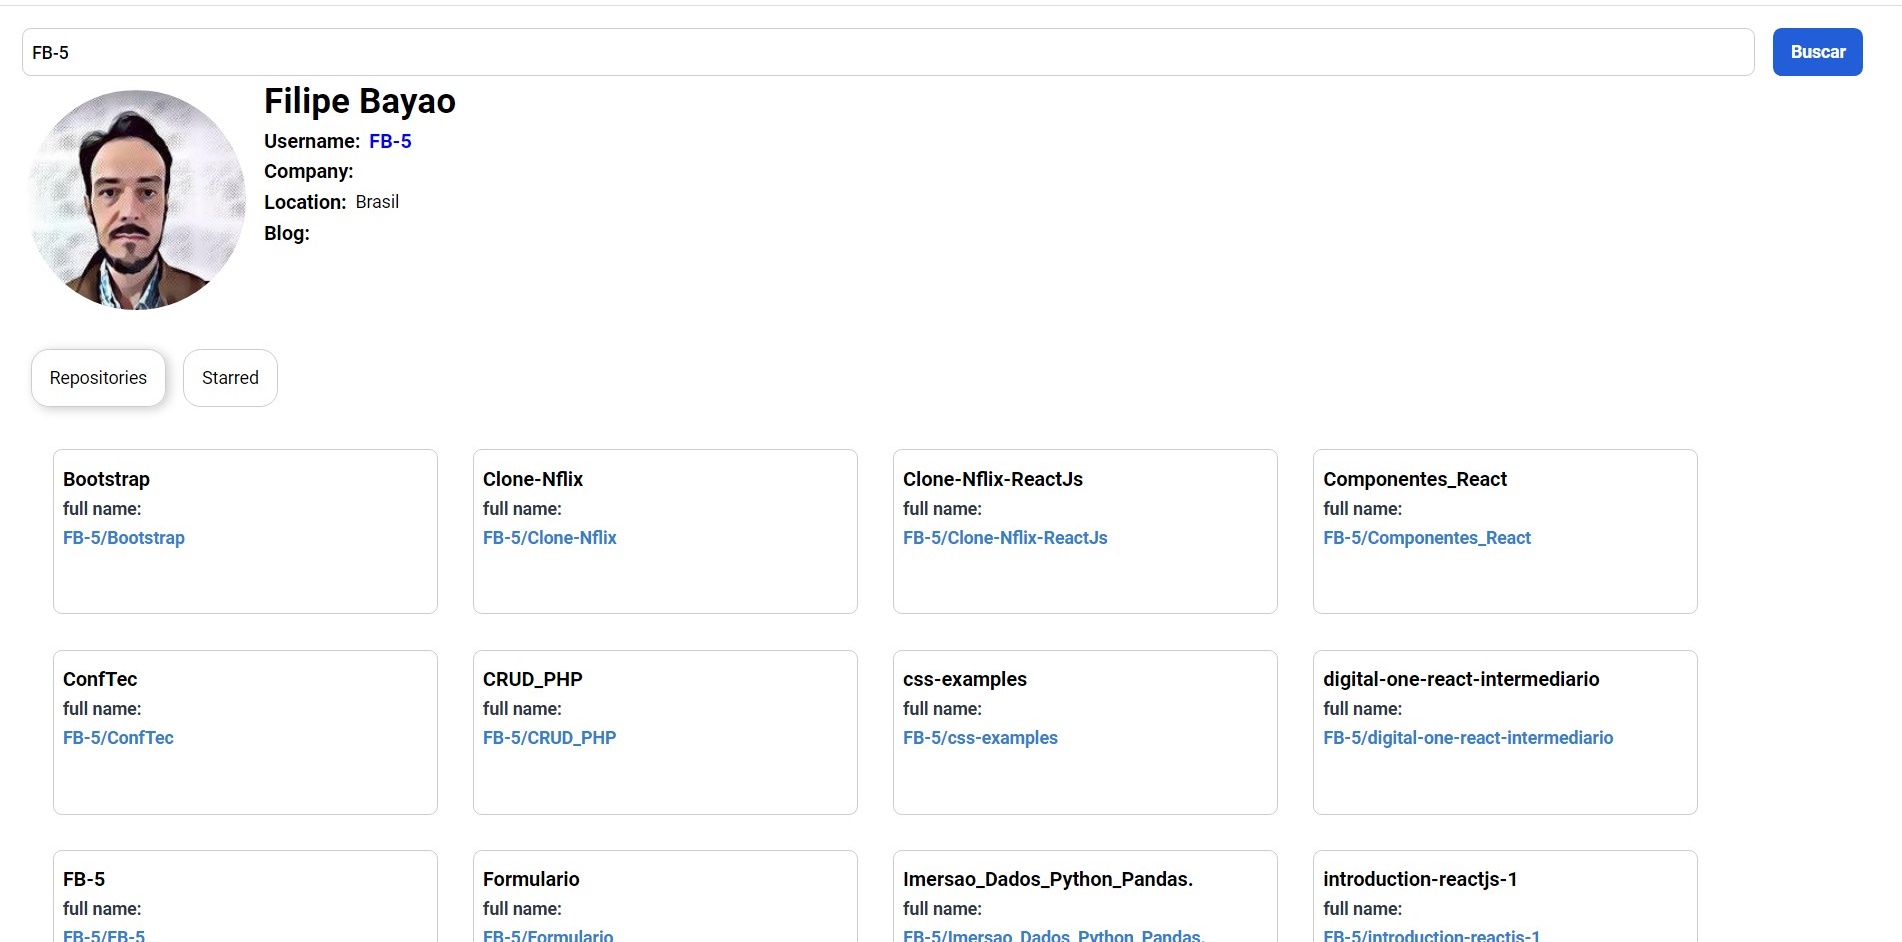 FB-5 Buscar
Filipe Bayao
Username: FB-5
Company:
Location: Brasil
Blog:
Repositories Starred
Bootstrap
full name:
FB-5/Bootstrap
Clone-Nflix
full name:
FB-5/Clone-Nflix
Clone-Nflix-ReactJs
full name:
FB-5/Clone-Nflix-ReactJs
Componentes_React
full name:
FB-5/Componentes_React
ConfTec
full name:
FB-5/ConfTec
CRUD_PHP
full name:
FB-5/CRUD_PHP
css-examples
full name:
FB-5/css-examples
digital-one-react-intermediario
full name:
FB-5/digital-one-react-intermediario
FB-5
full name:
FB-5/FB-5
Formulario
full name:
FB-5/Formulario
Imersao_Dados_Python_Pandas.
full name:
FB-5/Imersao_Dados_Python_Pandas.
introduction-reactjs-1
full name:
FB-5/introduction-reactjs-1